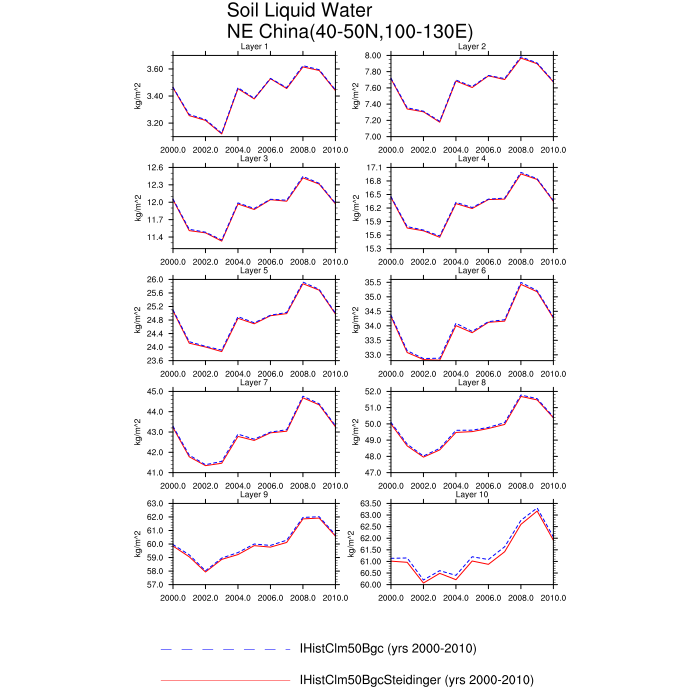 Soil Liquid Water
NE China(40-50N,100-130E)
Layer 1
Layer 2
3.60
3.40
3.20
kg/m^2
2000.0 2002.0 2004.0 2006.0 2008.0 2010.0
8.00
7.80
7.60
7.40
7.20
7.00
kg/m^2
2000.0 2002.0 2004.0 2006.0 2008.0 2010.0
Layer 3
Layer 4
12.6
12.3
12.0
11.7
11.4
kg/m^2
2000.0 2002.0 2004.0 2006.0 2008.0 2010.0
17.1
16.8
16.5
16.2
15.9
15.6
15.3
kg/m^2
2000.0 2002.0 2004.0 2006.0 2008.0 2010.0
Layer 5
Layer 6
26.0
25.6
25.2
24.8
24.4
24.0
23.6
kg/m^2
2000.0 2002.0 2004.0 2006.0 2008.0 2010.0
35.5
35.0
34.5
34.0
33.5
33.0
kg/m^2
2000.0 2002.0 2004.0 2006.0 2008.0 2010.0
Layer 7
Layer 8
45.0
44.0
43.0
42.0
41.0
kg/m^2
2000.0 2002.0 2004.0 2006.0 2008.0 2010.0
52.0
51.0
50.0
49.0
48.0
47.0
kg/m^2
2000.0 2002.0 2004.0 2006.0 2008.0 2010.0
Layer 9
Layer 10
63.0
62.0
61.0
60.0
59.0
58.0
57.0
kg/m^2
2000.0 2002.0 2004.0 2006.0 2008.0 2010.0
63.50
63.00
62.50
62.00
61.50
61.00
60.50
60.00
kg/m^2
2000.0 2002.0 2004.0 2006.0 2008.0 2010.0
IHistClm50Bgc (yrs 2000-2010)
IHistClm50BgcSteidinger (yrs 2000-2010)